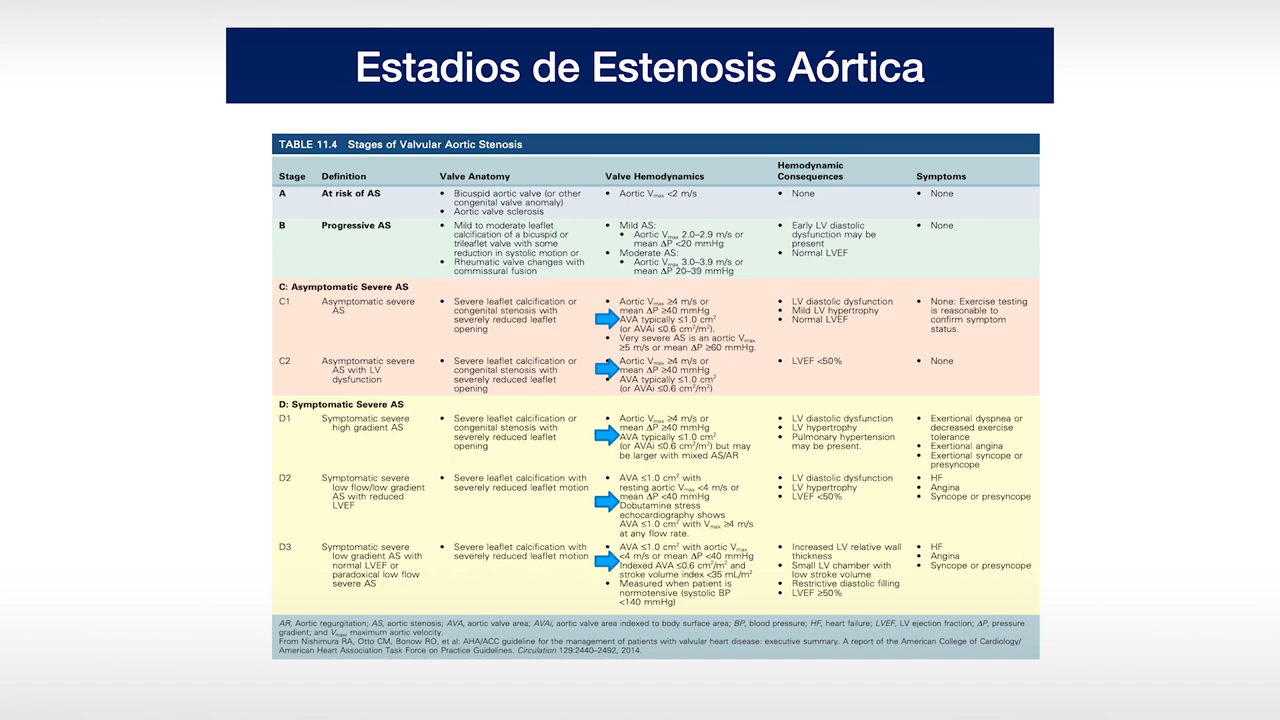 Estadios de Estenosis Aórtica
TABLE 11.4 Stages of Valvular Aortic Stenosis
Stage Definition Valve Anatomy Valve Hemodynamics Hemodynamic Consequences Symptoms
A At risk of AS
• Bicuspid aortic valve (or other
congenital valve anomaly)
• Aortic valve sclerosis
• Aortic Vmax <2 m/s
• None
• None
B Progressive AS
• Mild to moderate leaflet
calcification of a bicuspid or
trileaflet valve with some
reduction in systolic motion or
• Rheumatic valve changes with
commissural fusion
• Mild AS:
• Aortic Vmax 2.0–2.9 m/s or
mean ΔP <20 mmHg
• Moderate AS:
• Aortic Vmax 3.0–3.9 m/s or
mean ΔP 20–39 mmHg
• Early LV diastolic
dysfunction may be
present
• Normal LVEF
• None
C: Asymptomatic Severe AS
C1 Asymptomatic severe
AS
• Severe leaflet calcification or
congenital stenosis with
severely reduced leaflet
opening
• Aortic Vmax ≥4 m/s or
mean ΔP ≥40 mmHg
AVA typically ≤1.0 cm²
(or AVAi ≤0.6 cm²/m²).
• Very severe AS is an aortic Vmax
≥5 m/s or mean ΔP ≥60 mmHg.
• LV diastolic dysfunction
• Mild LV hypertrophy
• Normal LVEF
• None: Exercise testing
is reasonable to
confirm symptom
status.
C2 Asymptomatic severe
AS with LV
dysfunction
• Severe leaflet calcification or
congenital stenosis with
severely reduced leaflet
opening
• Aortic Vmax ≥4 m/s or
mean ΔP ≥40 mmHg
• AVA typically ≤1.0 cm²
(or AVAi ≤0.6 cm²/m²)
• LVEF <50%
• None
D: Symptomatic Severe AS
D1 Symptomatic severe
high gradient AS
• Severe leaflet calcification or
congenital stenosis with
severely reduced leaflet
opening
• Aortic Vmax ≥4 m/s or
mean ΔP ≥40 mmHg
AVA typically ≤1.0 cm²
(or AVAi ≤0.6 cm²/m²) but may
be larger with mixed AS/AR
• LV diastolic dysfunction
• LV hypertrophy
• Pulmonary hypertension
may be present.
• Exertional dyspnea or
decreased exercise
tolerance
• Exertional angina
• Exertional syncope or
presyncope
D2 Symptomatic severe
low flow/low gradient
AS with reduced
LVEF
• Severe leaflet calcification with
severely reduced leaflet motion
• AVA ≤1.0 cm² with
resting aortic Vmax <4 m/s or
mean ΔP <40 mmHg
Dobutamine stress
echocardiography shows
AVA ≤1.0 cm² with Vmax ≥4 m/s
at any flow rate.
• LV diastolic dysfunction
• LV hypertrophy
• LVEF <50%
• HF
• Angina
• Syncope or presyncope
D3 Symptomatic severe
low gradient AS with
normal LVEF or
paradoxical low flow
severe AS
• Severe leaflet calcification with
severely reduced leaflet motion
• AVA ≤1.0 cm² with aortic Vmax
<4 m/s or mean ΔP <40 mmHg
Indexed AVA ≤0.6 cm²/m² and
stroke volume index <35 mL/m²
• Measured when patient is
normotensive (systolic BP
<140 mmHg)
• Increased LV relative wall
thickness
• Small LV chamber with
low stroke volume
• Restrictive diastolic filling
• LVEF ≥50%
• HF
• Angina
• Syncope or presyncope
AR, Aortic regurgitation; AS, aortic stenosis; AVA, aortic valve area; AVAi, aortic valve area indexed to body surface area; BP, blood pressure; HF, heart failure; LVEF, LV ejection fraction; ΔP, pressure
gradient; and Vmax, maximum aortic velocity.
From Nishimura RA, Otto CM, Bonow RO, et al: AHA/ACC guideline for the management of patients with valvular heart disease: executive summary. A report of the American College of Cardiology/
American Heart Association Task Force on Practice Guidelines. Circulation 129:2440–2492, 2014.